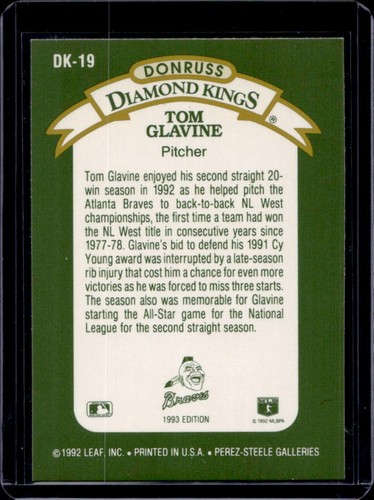 DK-19
DONRUSS
DIAMOND KINGS
®
TOM
GLAVINE
Pitcher
Tom Glavine enjoyed his second straight 20-
win season in 1992 as he helped pitch the
Atlanta Braves to back-to-back NL West
championships, the first time a team had won
the NL West title in consecutive years since
1977-78. Glavine's bid to defend his 1991 Cy
Young award was interrupted by a late-season
rib injury that cost him a chance for even more
victories as he was forced to miss three starts.
The season also was memorable for Glavine
starting the All-Star game for the National
League for the second straight season.
Braves
1993 EDITION
© 1992 MLBPA
©1992 LEAF, INC. • PRINTED IN U.S.A. • PEREZ-STEELE GALLERIES